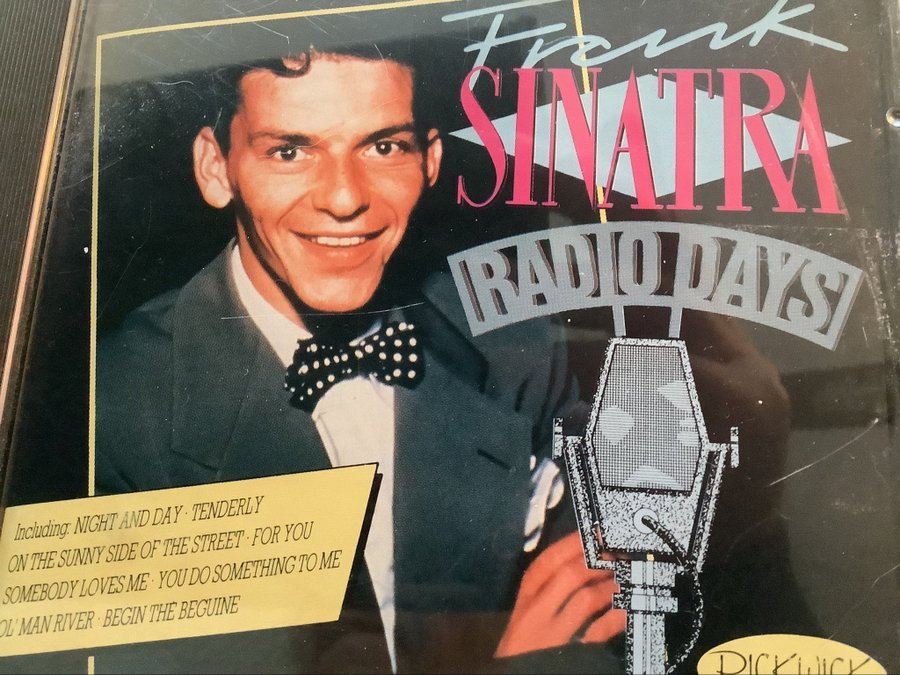 Frank
SINATRA
RADIO DAYS
Including: NIGHT AND DAY · TENDERLY
ON THE SUNNY SIDE OF THE STREET · FOR YOU
SOMEBODY LOVES ME · YOU DO SOMETHING TO ME
OL' MAN RIVER · BEGIN THE BEGUINE
PICKWICK